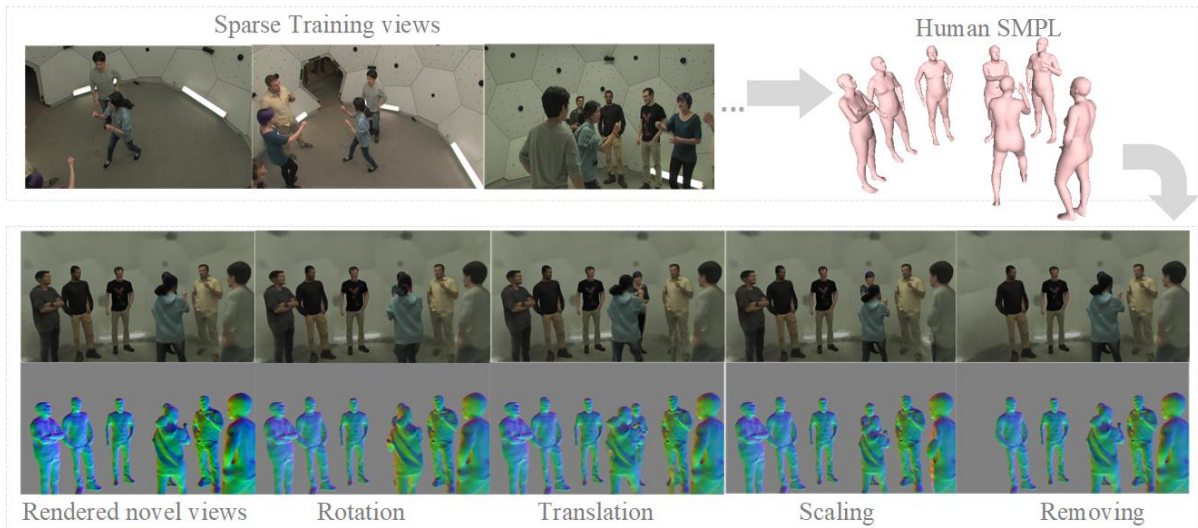 Sparse Training views
Human SMPL
...
Rendered novel views
Rotation
Translation
Scaling
Removing